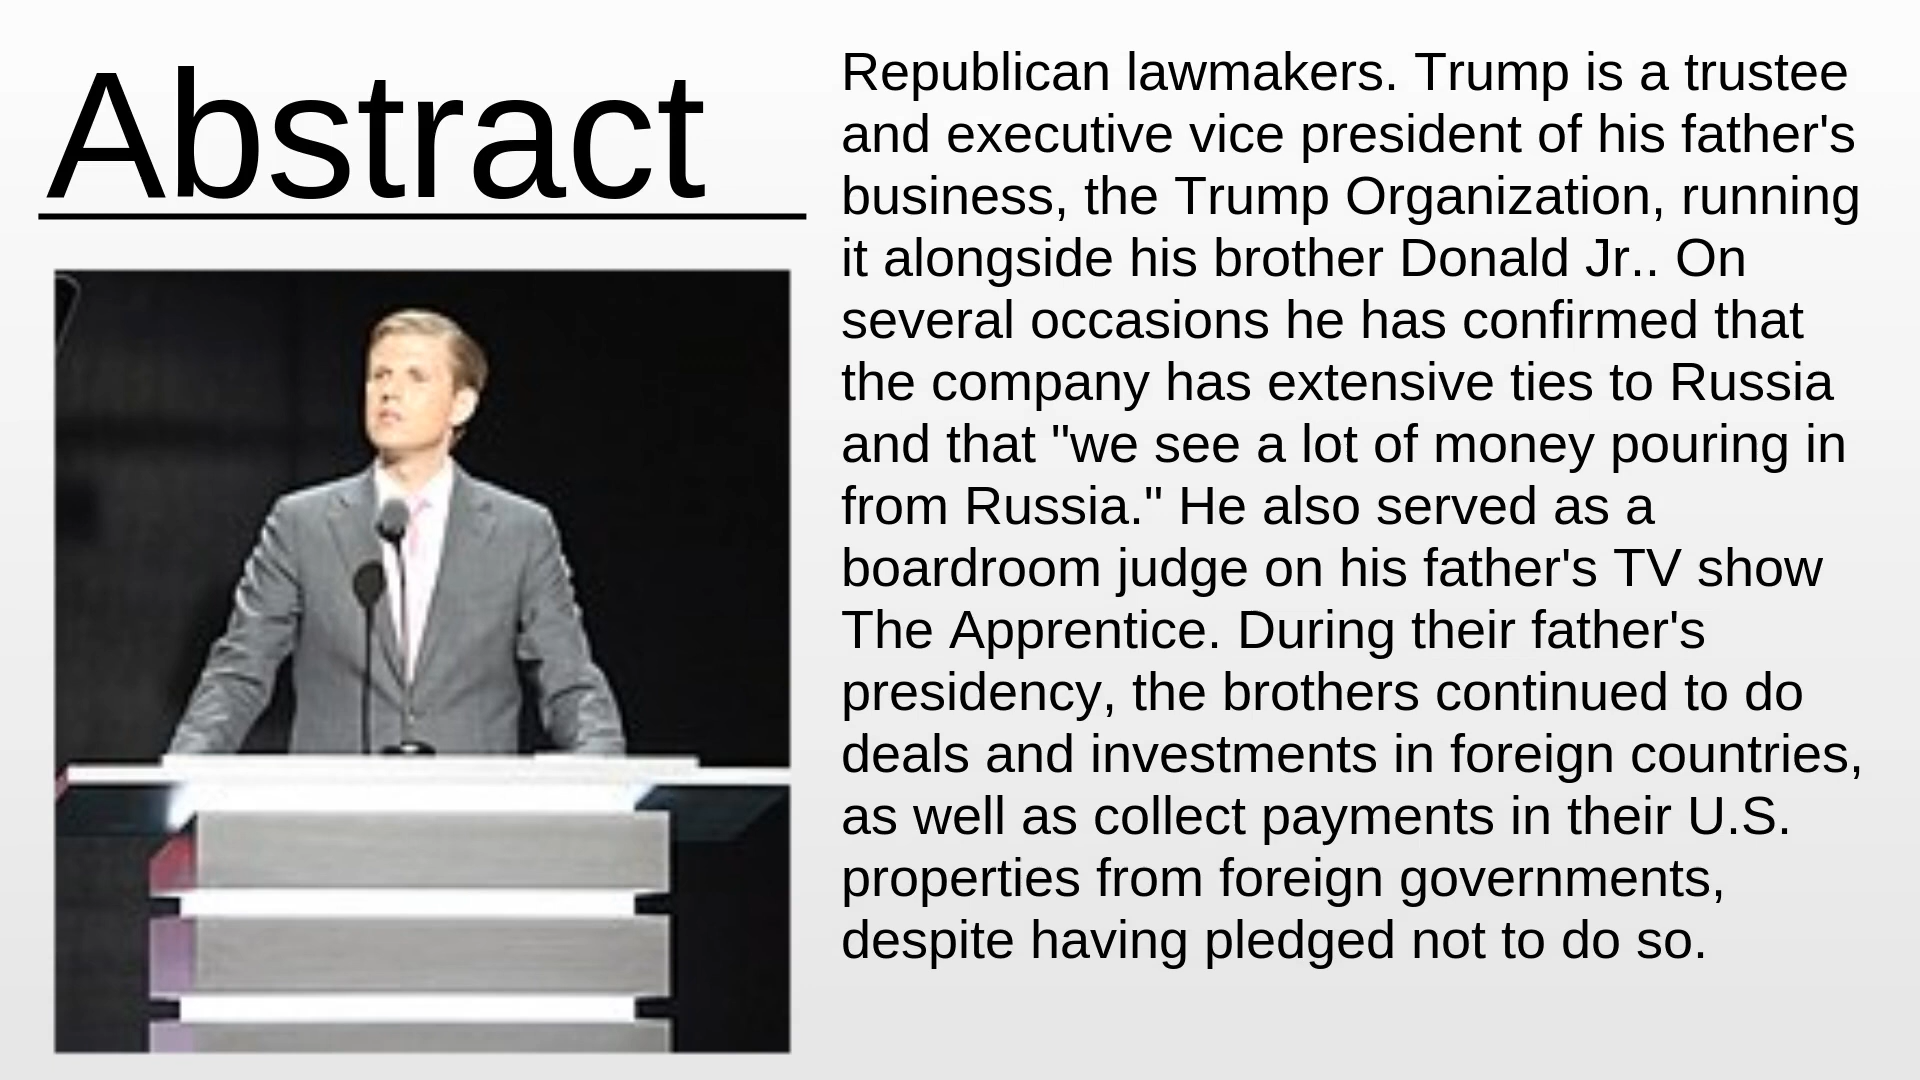 Abstract
Republican lawmakers. Trump is a trustee
and executive vice president of his father's
business, the Trump Organization, running
it alongside his brother Donald Jr.. On
several occasions he has confirmed that
the company has extensive ties to Russia
and that "we see a lot of money pouring in
from Russia." He also served as a
boardroom judge on his father's TV show
The Apprentice. During their father's
presidency, the brothers continued to do
deals and investments in foreign countries,
as well as collect payments in their U.S.
properties from foreign governments,
despite having pledged not to do so.